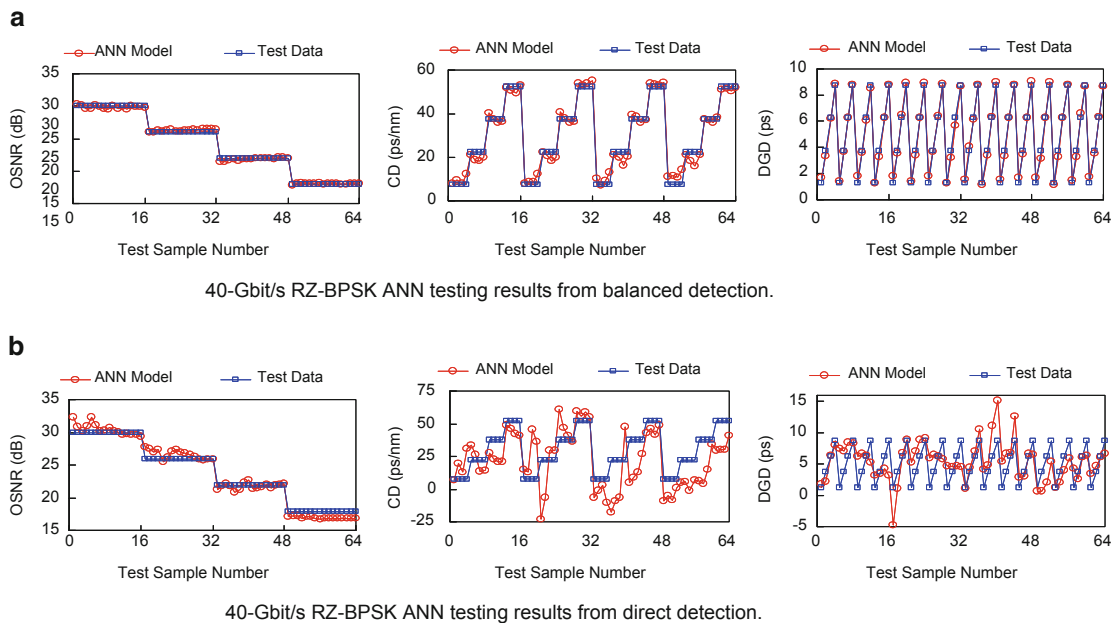 a
ANN Model Test Data
35
30
30
25
25
20
20
15
15
OSNR (dB)
0 16 32 48 64
Test Sample Number
ANN Model Test Data
60
40
20
0
CD (ps/nm)
0 16 32 48 64
Test Sample Number
ANN Model Test Data
10
8
6
4
2
0
DGD (ps)
0 16 32 48 64
Test Sample Number
40-Gbit/s RZ-BPSK ANN testing results from balanced detection.
b
ANN Model Test Data
35
30
25
20
15
OSNR (dB)
0 16 32 48 64
Test Sample Number
ANN Model Test Data
75
50
25
0
-25
CD (ps/nm)
0 16 32 48 64
Test Sample Number
ANN Model Test Data
15
10
5
0
-5
DGD (ps)
0 16 32 48 64
Test Sample Number
40-Gbit/s RZ-BPSK ANN testing results from direct detection.